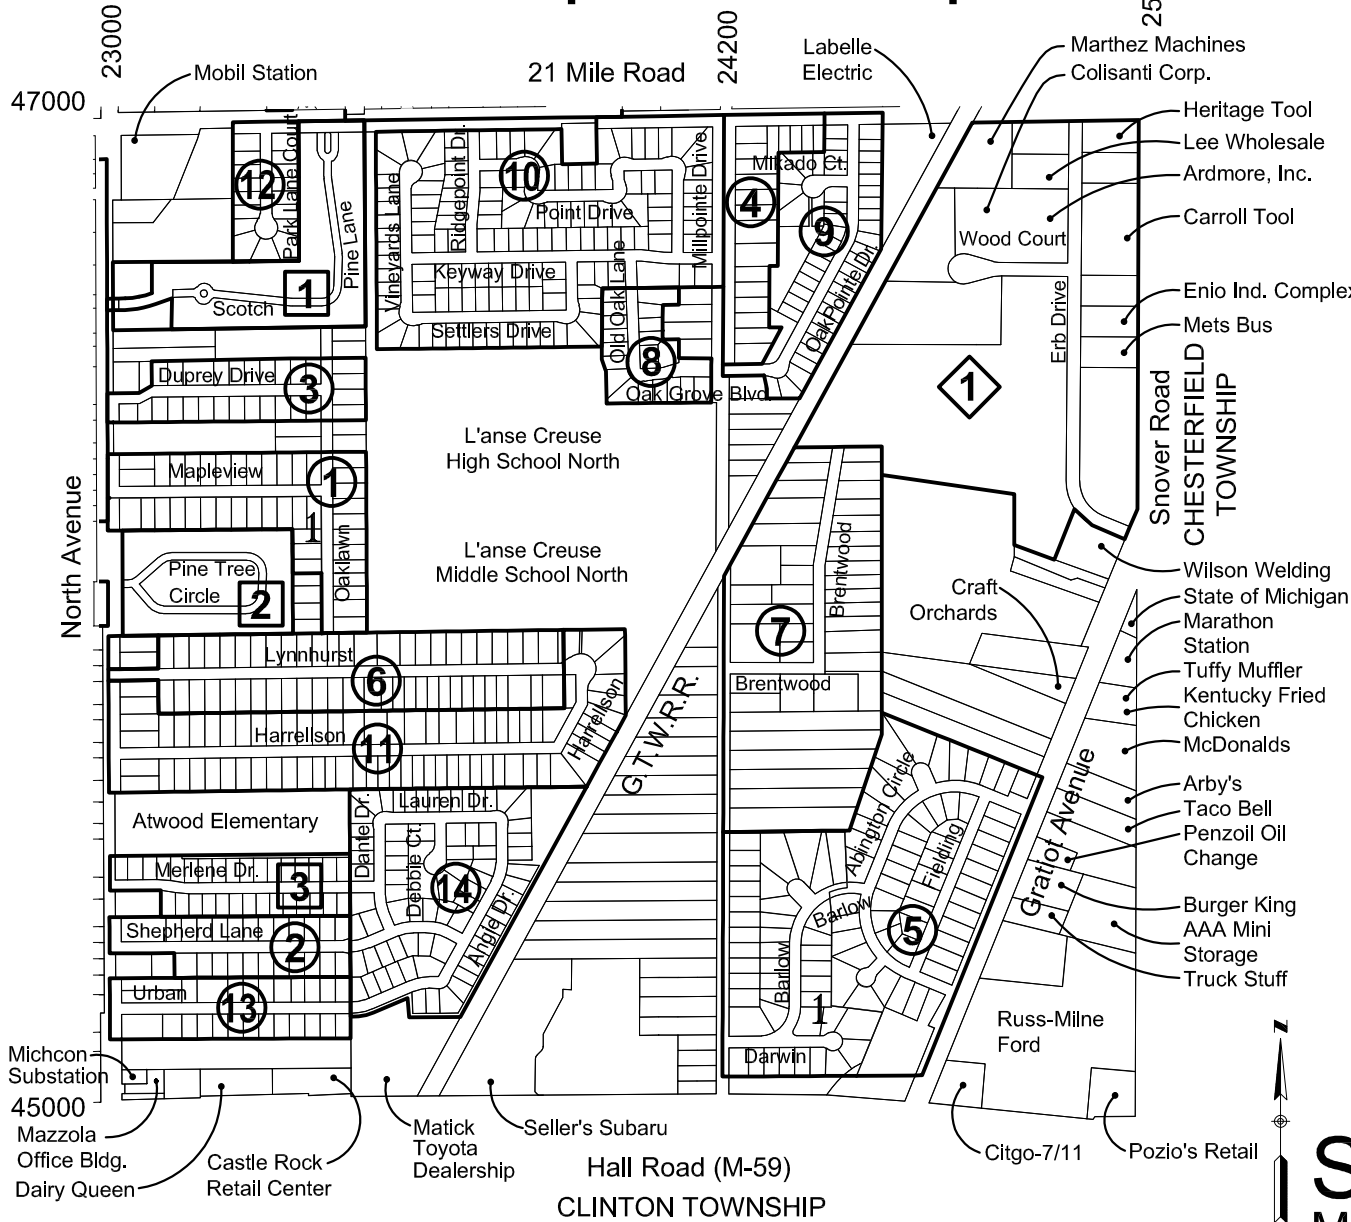 23000
24200
25
21 Mile Road
47000
Mobil Station
Labelle
Electric
Marthez Machines
Colisanti Corp.
Heritage Tool
Lee Wholesale
Ardmore, Inc.
Carroll Tool
Enio Ind. Complex
Mets Bus
Snover Road
CHESTERFIELD
TOWNSHIP
12
Park Lane Court
Pine Lane
1
Scotch
10
Vineyards Lane
Ridgepoint Dr.
Point Drive
Millpointe Drive
Keyway Drive
Settlers Drive
Old Oak Lane
8
Oak Grove Blvd.
4
Mikado Ct.
9
OakPointe Dr.
Wood Court
Erb Drive
1
Duprey Drive
3
Mapleview
1
1
Oaklawn
L'anse Creuse
High School North
L'anse Creuse
Middle School North
North Avenue
Pine Tree
Circle
2
Brentwood
7
Brentwood
Craft
Orchards
Wilson Welding
State of Michigan
Marathon
Station
Tuffy Muffler
Kentucky Fried
Chicken
McDonalds
Arby's
Taco Bell
Penzoil Oil
Change
Burger King
AAA Mini
Storage
Truck Stuff
Lynnhurst
6
Harrellson
11
Harrellson
G.T.W.R.R.
Atwood Elementary
Lauren Dr.
Dante Dr.
Debbie Ct.
14
Angie Dr.
Merlene Dr.
3
Shepherd Lane
2
Urban
13
Abington Circle
Fielding
Barlow
5
Barlow
1
Darwin
Gratiot Avenue
Russ-Milne
Ford
Michcon
Substation
45000
Mazzola
Office Bldg.
Dairy Queen
Castle Rock
Retail Center
Matick
Toyota
Dealership
Seller's Subaru
Hall Road (M-59)
CLINTON TOWNSHIP
Citgo-7/11
Pozio's Retail
N
S